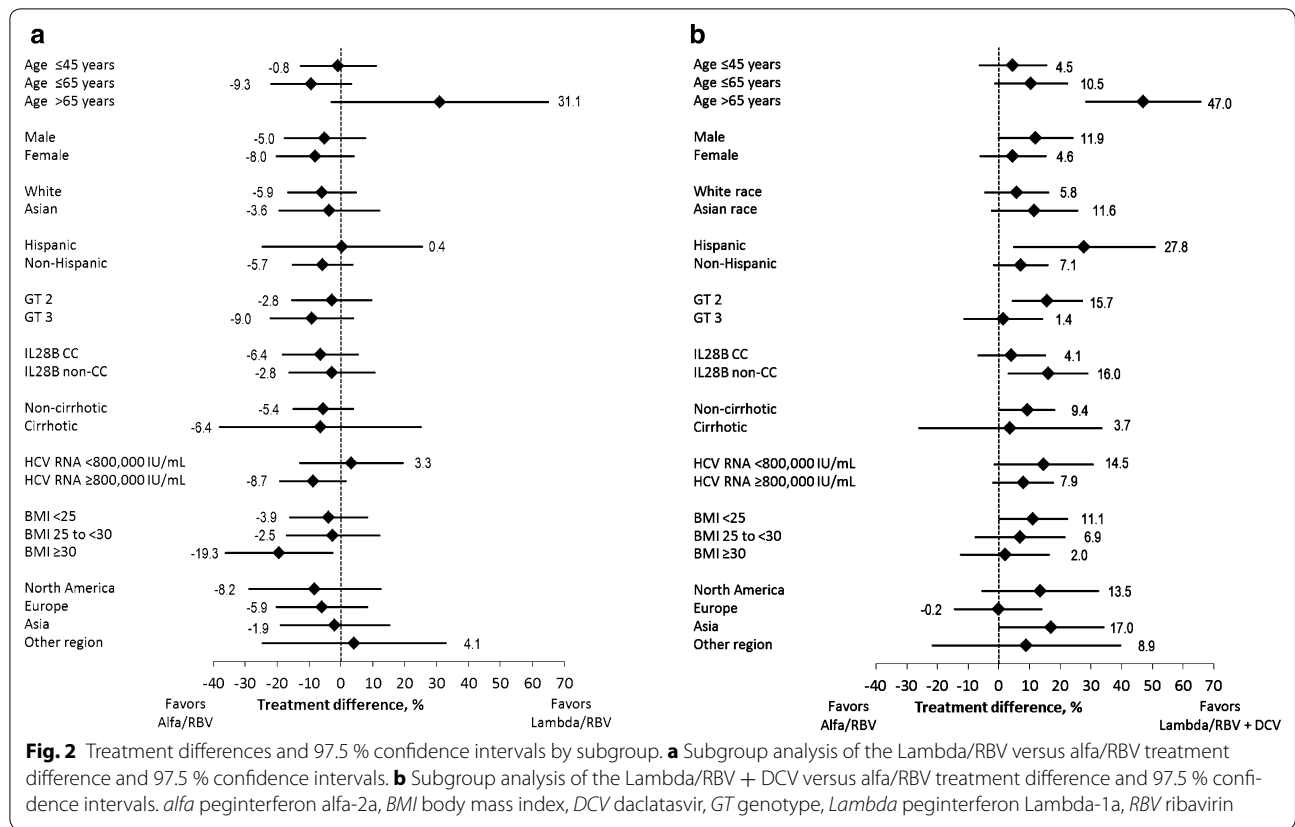 a
Age ≤45 years -0.8
Age ≤65 years -9.3
Age >65 years 31.1
Male -5.0
Female -8.0
White -5.9
Asian -3.6
Hispanic 0.4
Non-Hispanic -5.7
GT 2 -2.8
GT 3 -9.0
IL28B CC -6.4
IL28B non-CC -2.8
Non-cirrhotic -5.4
Cirrhotic -6.4
HCV RNA <800,000 IU/mL 3.3
HCV RNA ≥800,000 IU/mL -8.7
BMI <25 -3.9
BMI 25 to <30 -2.5
BMI ≥30 -19.3
North America -8.2
Europe -5.9
Asia -1.9
Other region 4.1
-40 -30 -20 -10 0 10 20 30 40 50 60 70
Favors Treatment difference, % Favors
Alfa/RBV Lambda/RBV
b
Age ≤45 years 4.5
Age ≤65 years 10.5
Age >65 years 47.0
Male 11.9
Female 4.6
White race 5.8
Asian race 11.6
Hispanic 27.8
Non-Hispanic 7.1
GT 2 15.7
GT 3 1.4
IL28B CC 4.1
IL28B non-CC 16.0
Non-cirrhotic 9.4
Cirrhotic 3.7
HCV RNA <800,000 IU/mL 14.5
HCV RNA ≥800,000 IU/mL 7.9
BMI <25 11.1
BMI 25 to <30 6.9
BMI ≥30 2.0
North America 13.5
Europe -0.2
Asia 17.0
Other region 8.9
-40 -30 -20 -10 0 10 20 30 40 50 60 70
Favors Treatment difference, % Favors
Alfa/RBV Lambda/RBV + DCV
Fig. 2 Treatment differences and 97.5 % confidence intervals by subgroup. a Subgroup analysis of the Lambda/RBV versus alfa/RBV treatment
difference and 97.5 % confidence intervals. b Subgroup analysis of the Lambda/RBV + DCV versus alfa/RBV treatment difference and 97.5 % confi-
dence intervals. alfa peginterferon alfa-2a, BMI body mass index, DCV daclatasvir, GT genotype, Lambda peginterferon Lambda-1a, RBV ribavirin